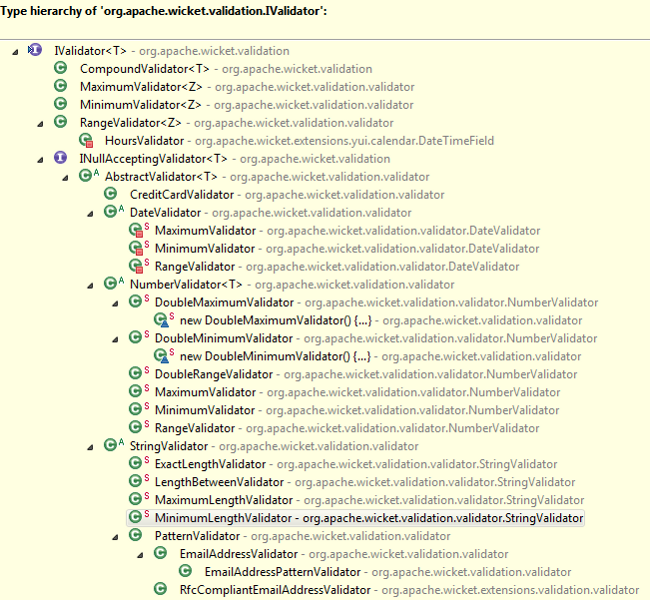 Type hierarchy of 'org.apache.wicket.validation.IValidator':
IValidator<T> - org.apache.wicket.validation
CompoundValidator<T> - org.apache.wicket.validation
MaximumValidator<Z> - org.apache.wicket.validation.validator
MinimumValidator<Z> - org.apache.wicket.validation.validator
RangeValidator<Z> - org.apache.wicket.validation.validator
HoursValidator - org.apache.wicket.extensions.yui.calendar.DateTimeField
INullAcceptingValidator<T> - org.apache.wicket.validation
AbstractValidator<T> - org.apache.wicket.validation.validator
CreditCardValidator - org.apache.wicket.validation.validator
DateValidator - org.apache.wicket.validation.validator
MaximumValidator - org.apache.wicket.validation.validator.DateValidator
MinimumValidator - org.apache.wicket.validation.validator.DateValidator
RangeValidator - org.apache.wicket.validation.validator.DateValidator
NumberValidator<T> - org.apache.wicket.validation.validator
DoubleMaximumValidator - org.apache.wicket.validation.validator.NumberValidator
new DoubleMaximumValidator() {...} - org.apache.wicket.validation.validator
DoubleMinimumValidator - org.apache.wicket.validation.validator.NumberValidator
new DoubleMinimumValidator() {...} - org.apache.wicket.validation.validator
DoubleRangeValidator - org.apache.wicket.validation.validator.NumberValidator
MaximumValidator - org.apache.wicket.validation.validator.NumberValidator
MinimumValidator - org.apache.wicket.validation.validator.NumberValidator
RangeValidator - org.apache.wicket.validation.validator.NumberValidator
StringValidator - org.apache.wicket.validation.validator
ExactLengthValidator - org.apache.wicket.validation.validator.StringValidator
LengthBetweenValidator - org.apache.wicket.validation.validator.StringValidator
MaximumLengthValidator - org.apache.wicket.validation.validator.StringValidator
MinimumLengthValidator - org.apache.wicket.validation.validator.StringValidator
PatternValidator - org.apache.wicket.validation.validator
EmailAddressValidator - org.apache.wicket.validation.validator
EmailAddressPatternValidator - org.apache.wicket.validation.validator
RfcCompliantEmailAddressValidator - org.apache.wicket.extensions.validation.validator